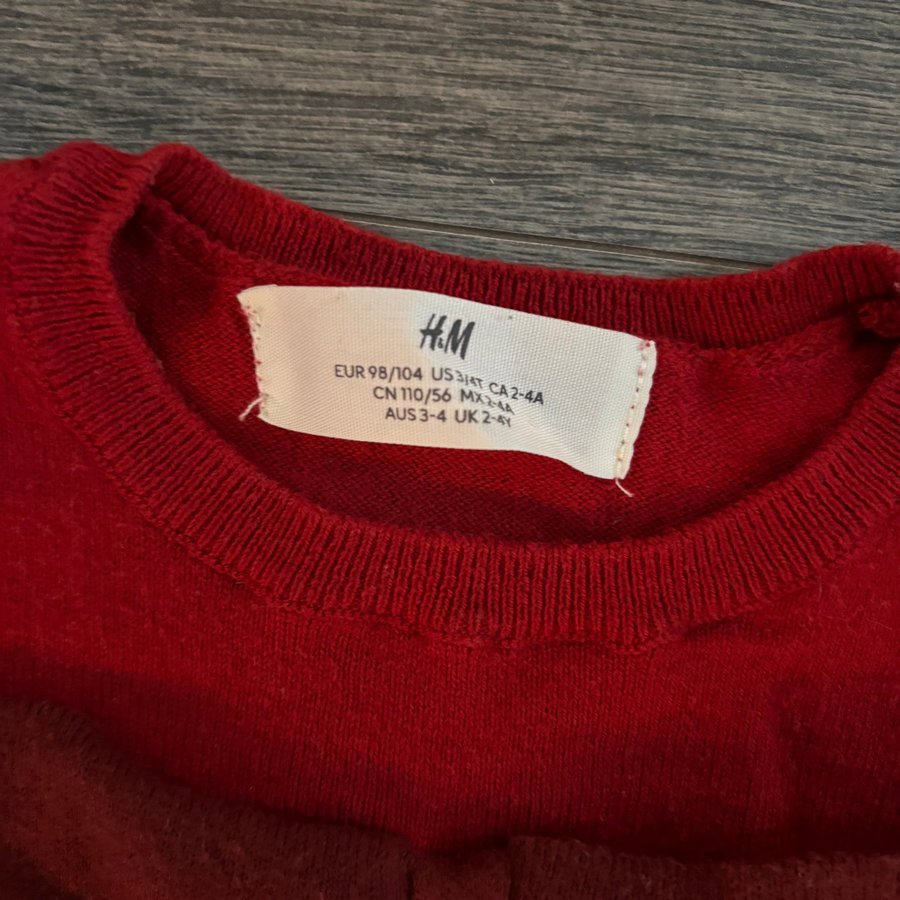 H&M
EUR 98/104 US 3/4T CA 2-4A
CN 110/56 MX 2-4A
AUS 3-4 UK 2-4Y